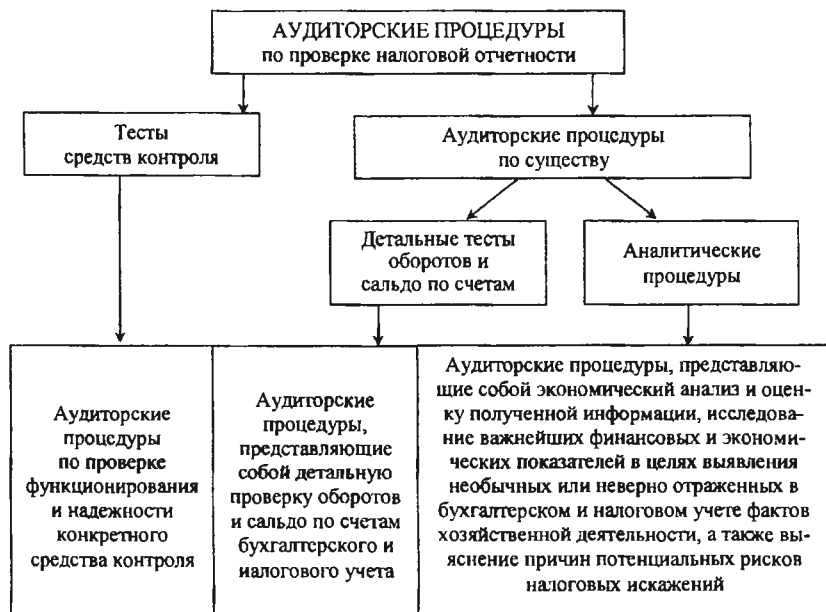 АУДИТОРСКИЕ ПРОЦЕДУРЫ
по проверке налоговой отчетности
Тесты
средств контроля
Аудиторские процедуры
по существу
Детальные тесты
оборотов и
сальдо по счетам
Аналитические
процедуры
Аудиторские
процедуры
по проверке
функционирования
и надежности
конкретного
средства контроля
Аудиторские
процедуры,
представляющие
собой детальную
проверку оборотов
и сальдо по счетам
бухгалтерского и
налогового учета
Аудиторские процедуры, представляю-
щие собой экономический анализ и оцен-
ку полученной информации, исследова-
ние важнейших финансовых и экономи-
ческих показателей в целях выявления
необычных или неверно отраженных в
бухгалтерском и налоговом учете фактов
хозяйственной деятельности, а также вы-
яснение причин потенциальных рисков
налоговых искажений